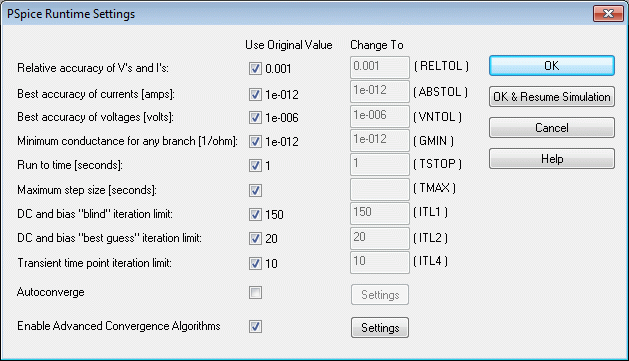 PSpice Runtime Settings
Use Original Value Change To
Relative accuracy of V's and I's: 0.001 0.001 ( RELTOL ) OK
Best accuracy of currents [amps]: 1e-012 1e-012 ( ABSTOL ) OK & Resume Simulation
Best accuracy of voltages [volts]: 1e-006 1e-006 ( VNTOL ) Cancel
Minimum conductance for any branch [1/ohm]: 1e-012 1e-012 ( GMIN )
Run to time [seconds]: 1 1 ( TSTOP ) Help
Maximum step size [seconds]: ( TMAX )
DC and bias "blind" iteration limit: 150 150 ( ITL1 )
DC and bias "best guess" iteration limit: 20 20 ( ITL2 )
Transient time point iteration limit: 10 10 ( ITL4 )
Autoconverge Settings
Enable Advanced Convergence Algorithms Settings